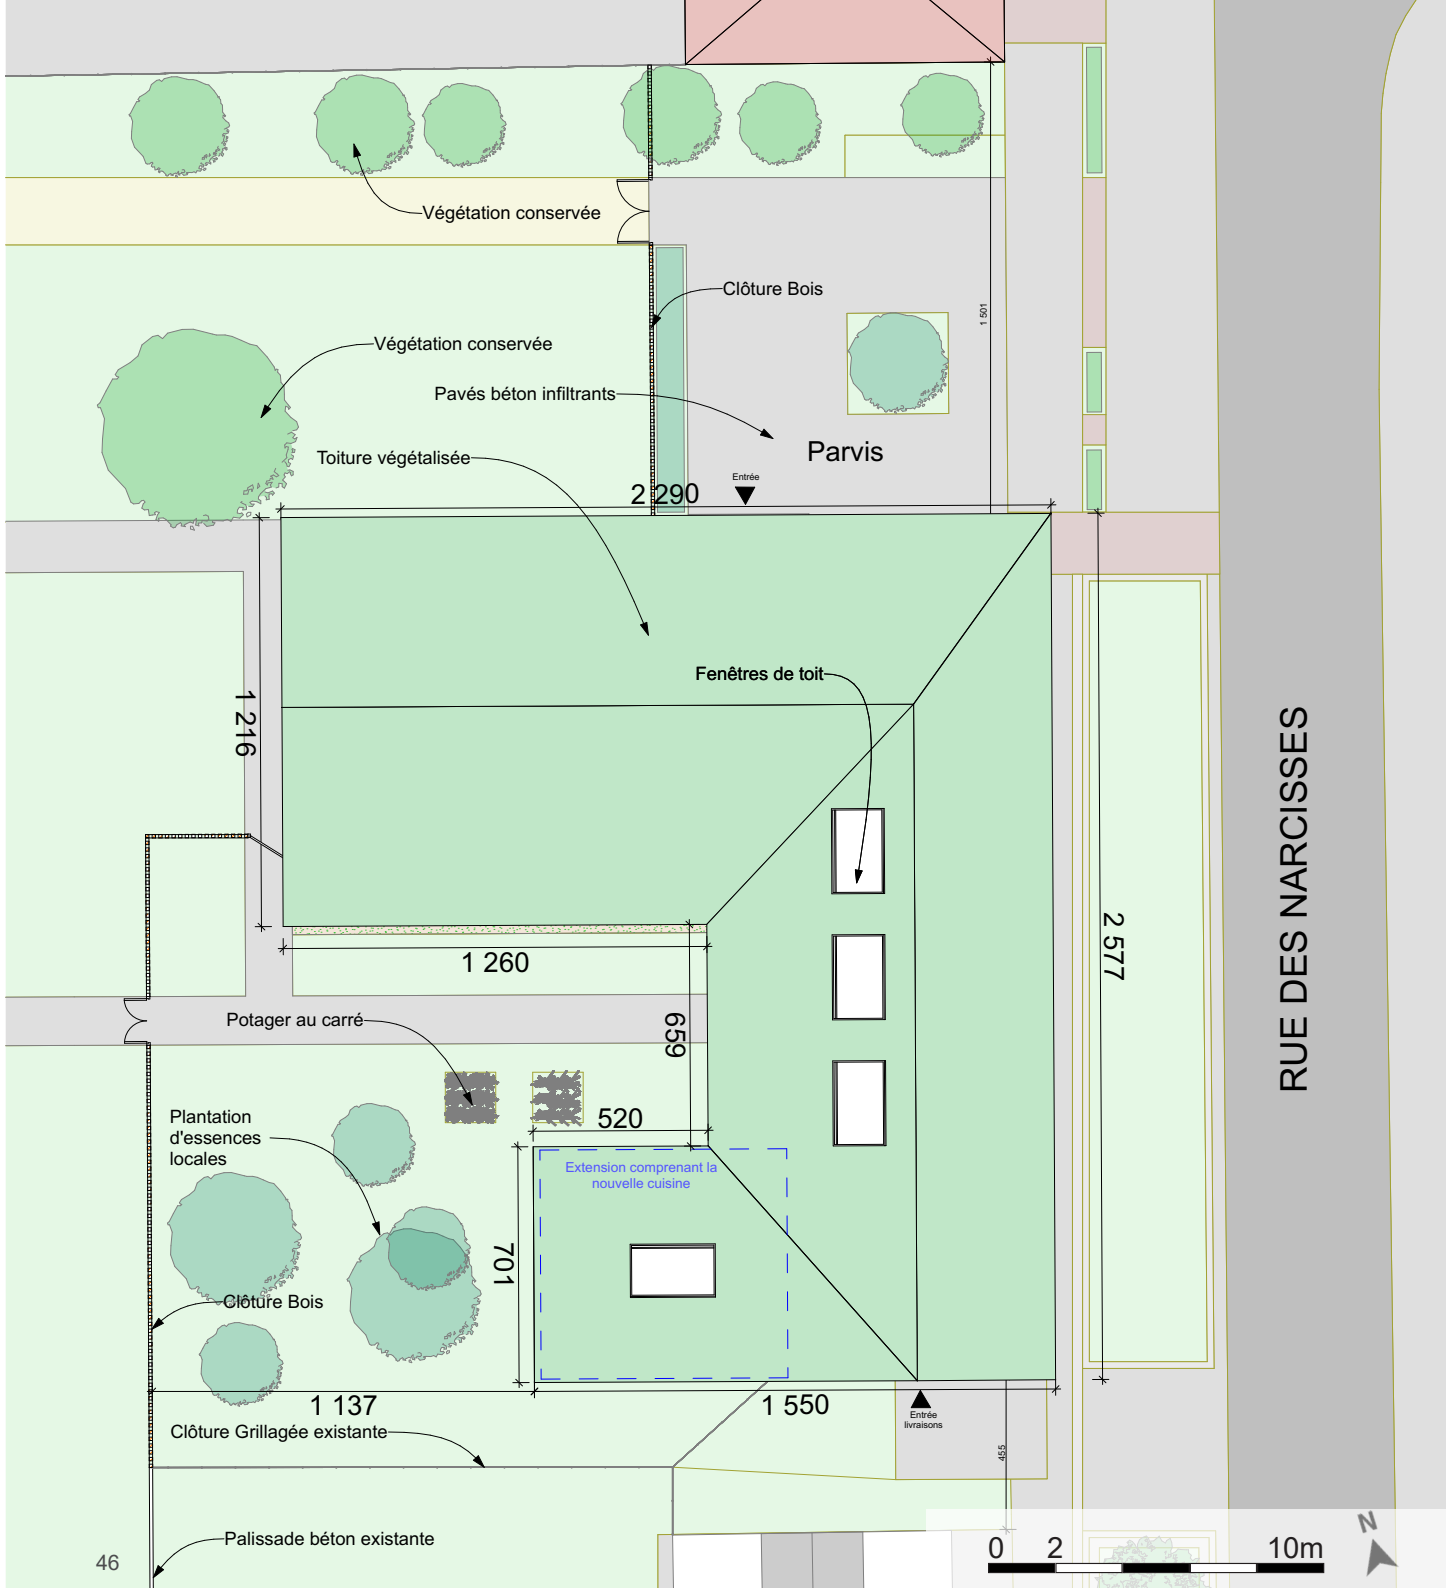 Végétation conservée
Clôture Bois
1 501
Végétation conservée
Pavés béton infiltrants
Parvis
Toiture végétalisée
Entrée
2 290
Fenêtres de toit
1 216
RUE DES NARCISSES
2 577
1 260
Potager au carré
659
Plantation
d'essences
locales
520
Extension comprenant la
nouvelle cuisine
701
Clôture Bois
1 137
1 550
Entrée
livraisons
Clôture Grillagée existante
455
Palissade béton existante
46
0 2 10m
N